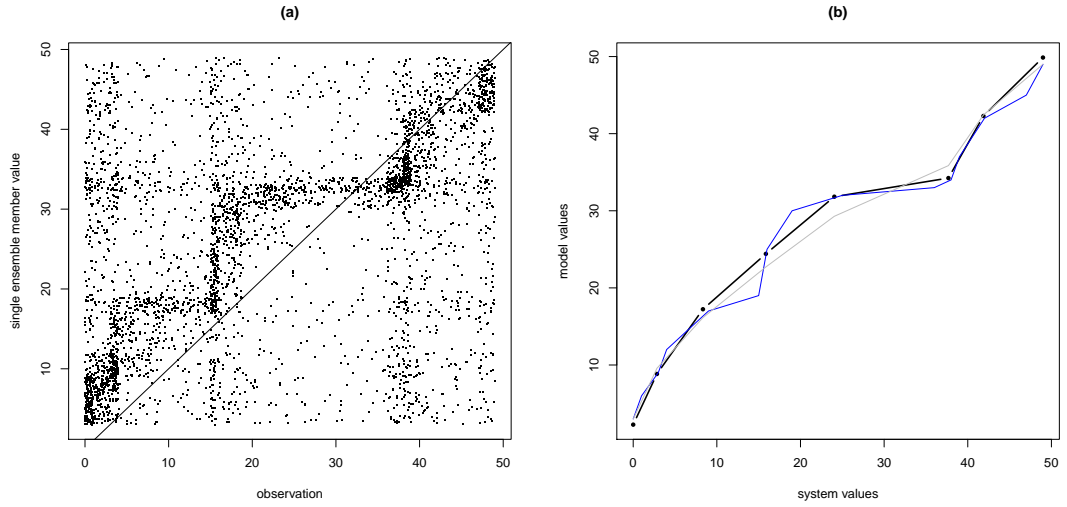 (a)
single ensemble member value
50
40
30
20
10
0 10 20 30 40 50
observation
(b)
model values
50
40
30
20
10
0 10 20 30 40 50
system values